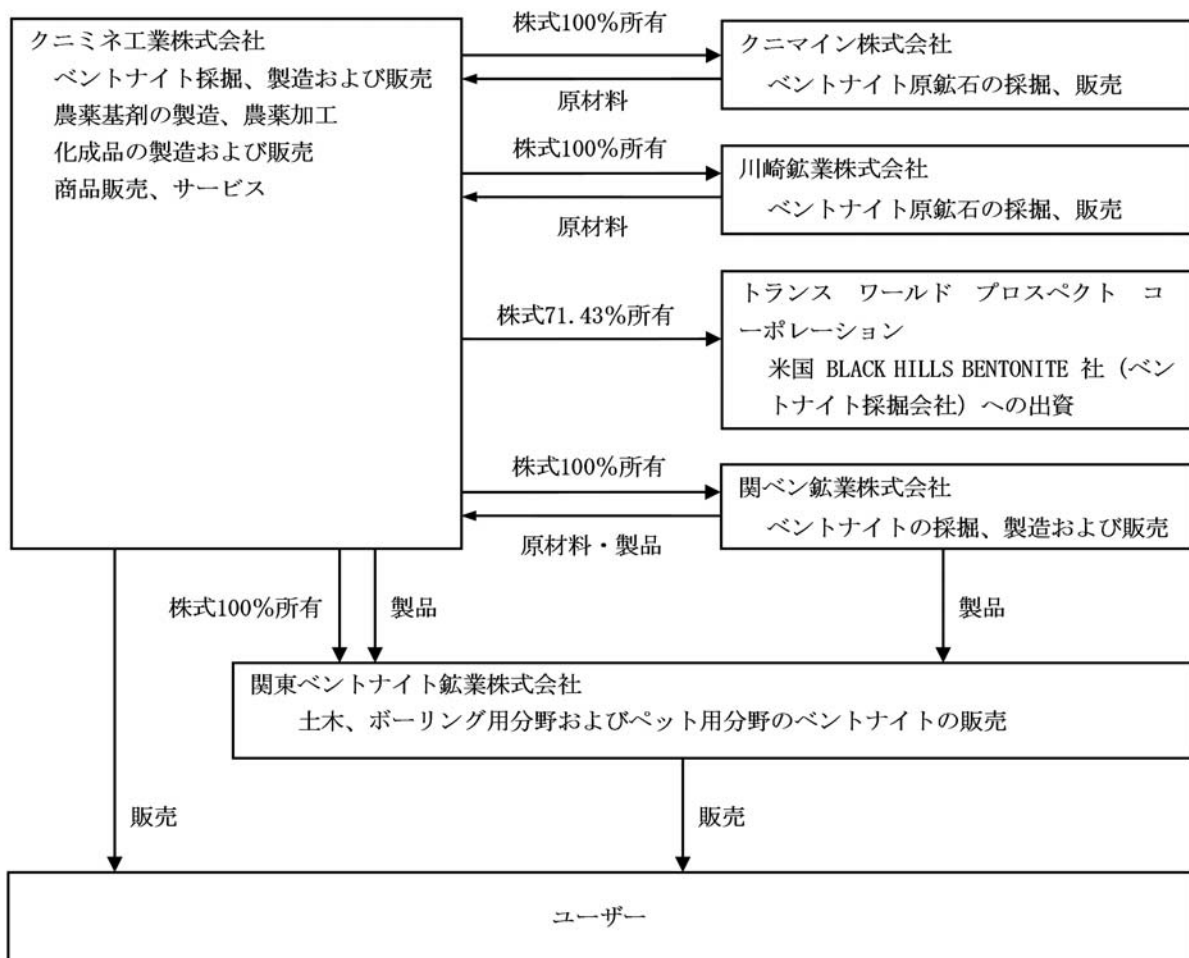 クニミネ工業株式会社
ベントナイト採掘、製造および販売
農薬基剤の製造、農薬加工
化成品の製造および販売
商品販売、サービス
株式100%所有
原材料
クニマイン株式会社
ベントナイト原鉱石の採掘、販売
株式100%所有
原材料
川崎鉱業株式会社
ベントナイト原鉱石の採掘、販売
株式71.43%所有
トランス　ワールド　プロスペクト　コ
ーポレーション
米国 BLACK HILLS BENTONITE 社（ベン
トナイト採掘会社）への出資
株式100%所有
原材料・製品
関ベン鉱業株式会社
ベントナイトの採掘、製造および販売
株式100%所有
製品
製品
関東ベントナイト鉱業株式会社
土木、ボーリング用分野およびペット用分野のベントナイトの販売
販売
販売
ユーザー